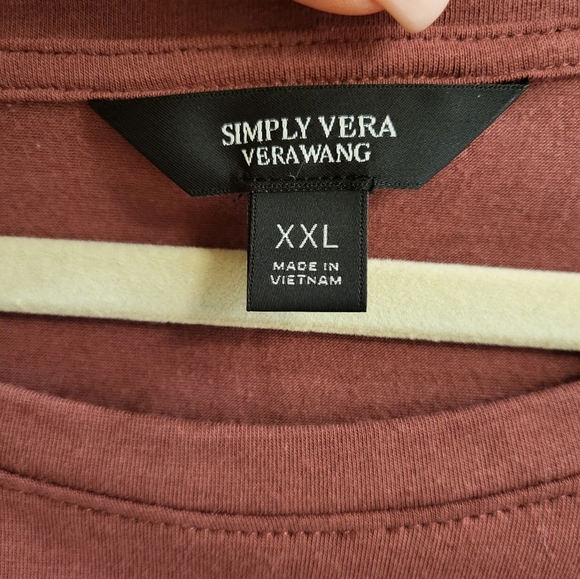 SIMPLY VERA
VERAWANG
XXL
MADE IN
VIETNAM